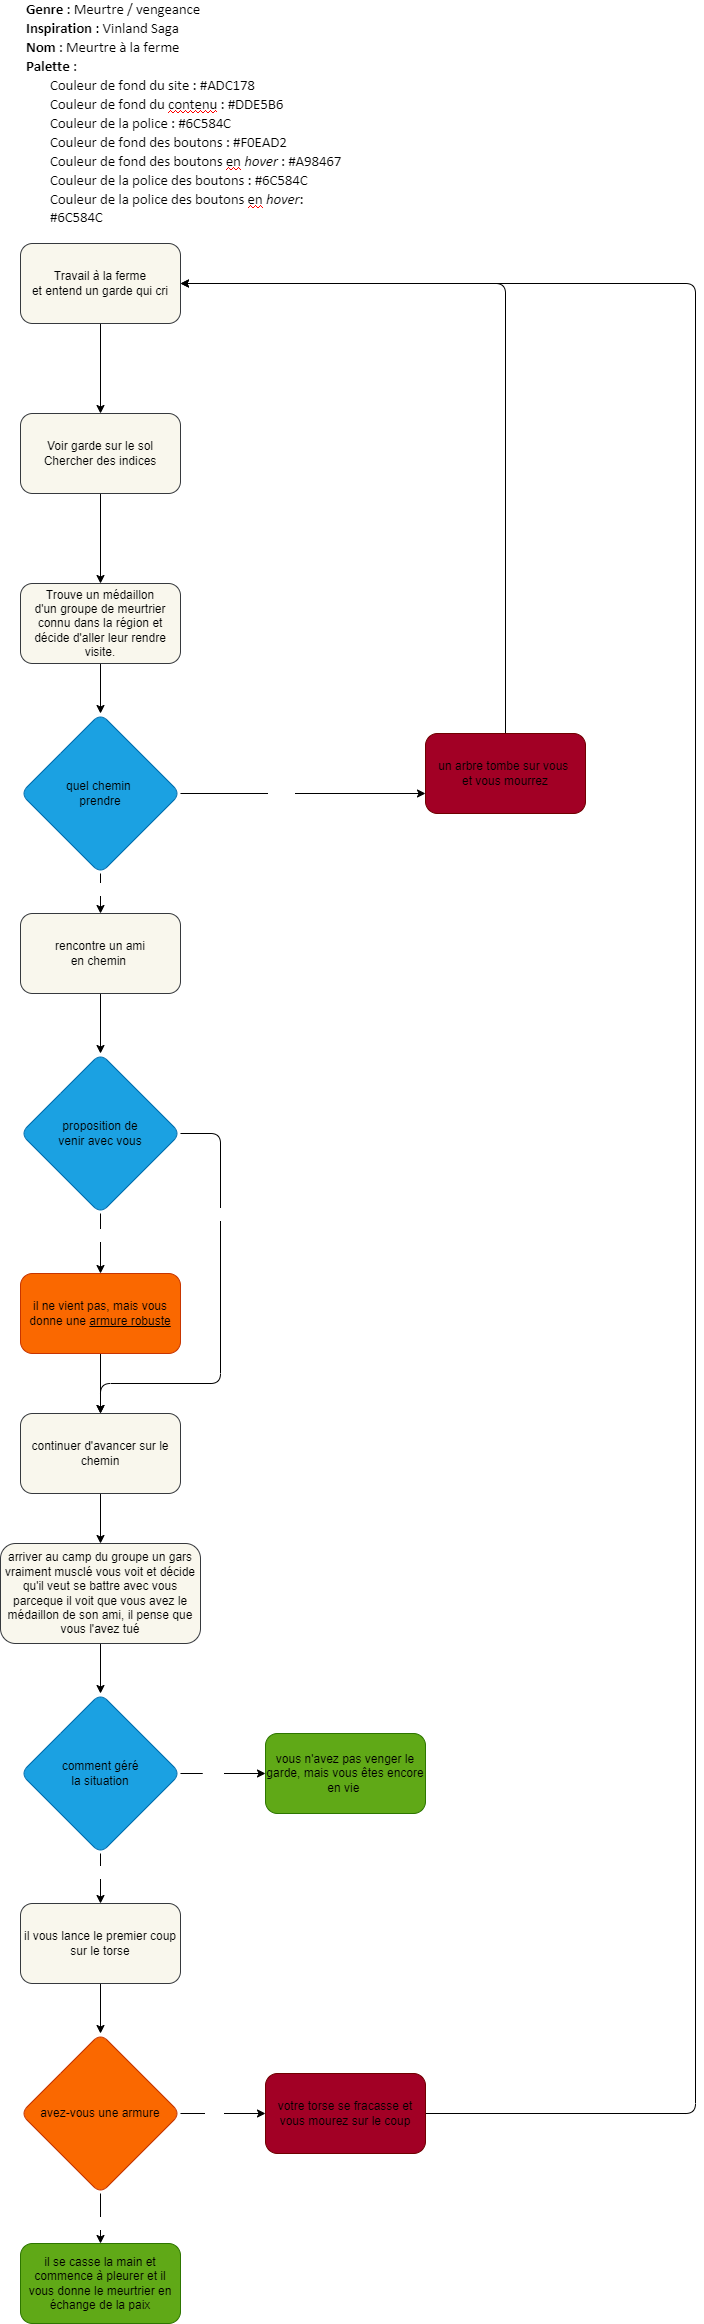 Genre : Meurtre / vengeance
Inspiration : Vinland Saga
Nom : Meurtre à la ferme
Palette :
Couleur de fond du site : #ADC178
Couleur de fond du contenu : #DDE5B6
Couleur de la police : #6C584C
Couleur de fond des boutons : #F0EAD2
Couleur de fond des boutons en hover : #A98467
Couleur de la police des boutons : #6C584C
Couleur de la police des boutons en hover:
#6C584C
Travail à la ferme
et entend un garde qui cri
Voir garde sur le sol
Chercher des indices
Trouve un médaillon
d'un groupe de meurtrier
connu dans la région et
décide d'aller leur rendre
visite.
quel chemin
prendre
un arbre tombe sur vous
et vous mourrez
rencontre un ami
en chemin
proposition de
venir avec vous
il ne vient pas, mais vous
donne une armure robuste
continuer d'avancer sur le
chemin
arriver au camp du groupe un gars
vraiment musclé vous voit et décide
qu'il veut se battre avec vous
parceque il voit que vous avez le
médaillon de son ami, il pense que
vous l'avez tué
comment géré
la situation
vous n'avez pas venger le
garde, mais vous êtes encore
en vie
il vous lance le premier coup
sur le torse
avez-vous une armure
votre torse se fracasse et
vous mourez sur le coup
il se casse la main et
commence à pleurer et il
vous donne le meurtrier en
échange de la paix